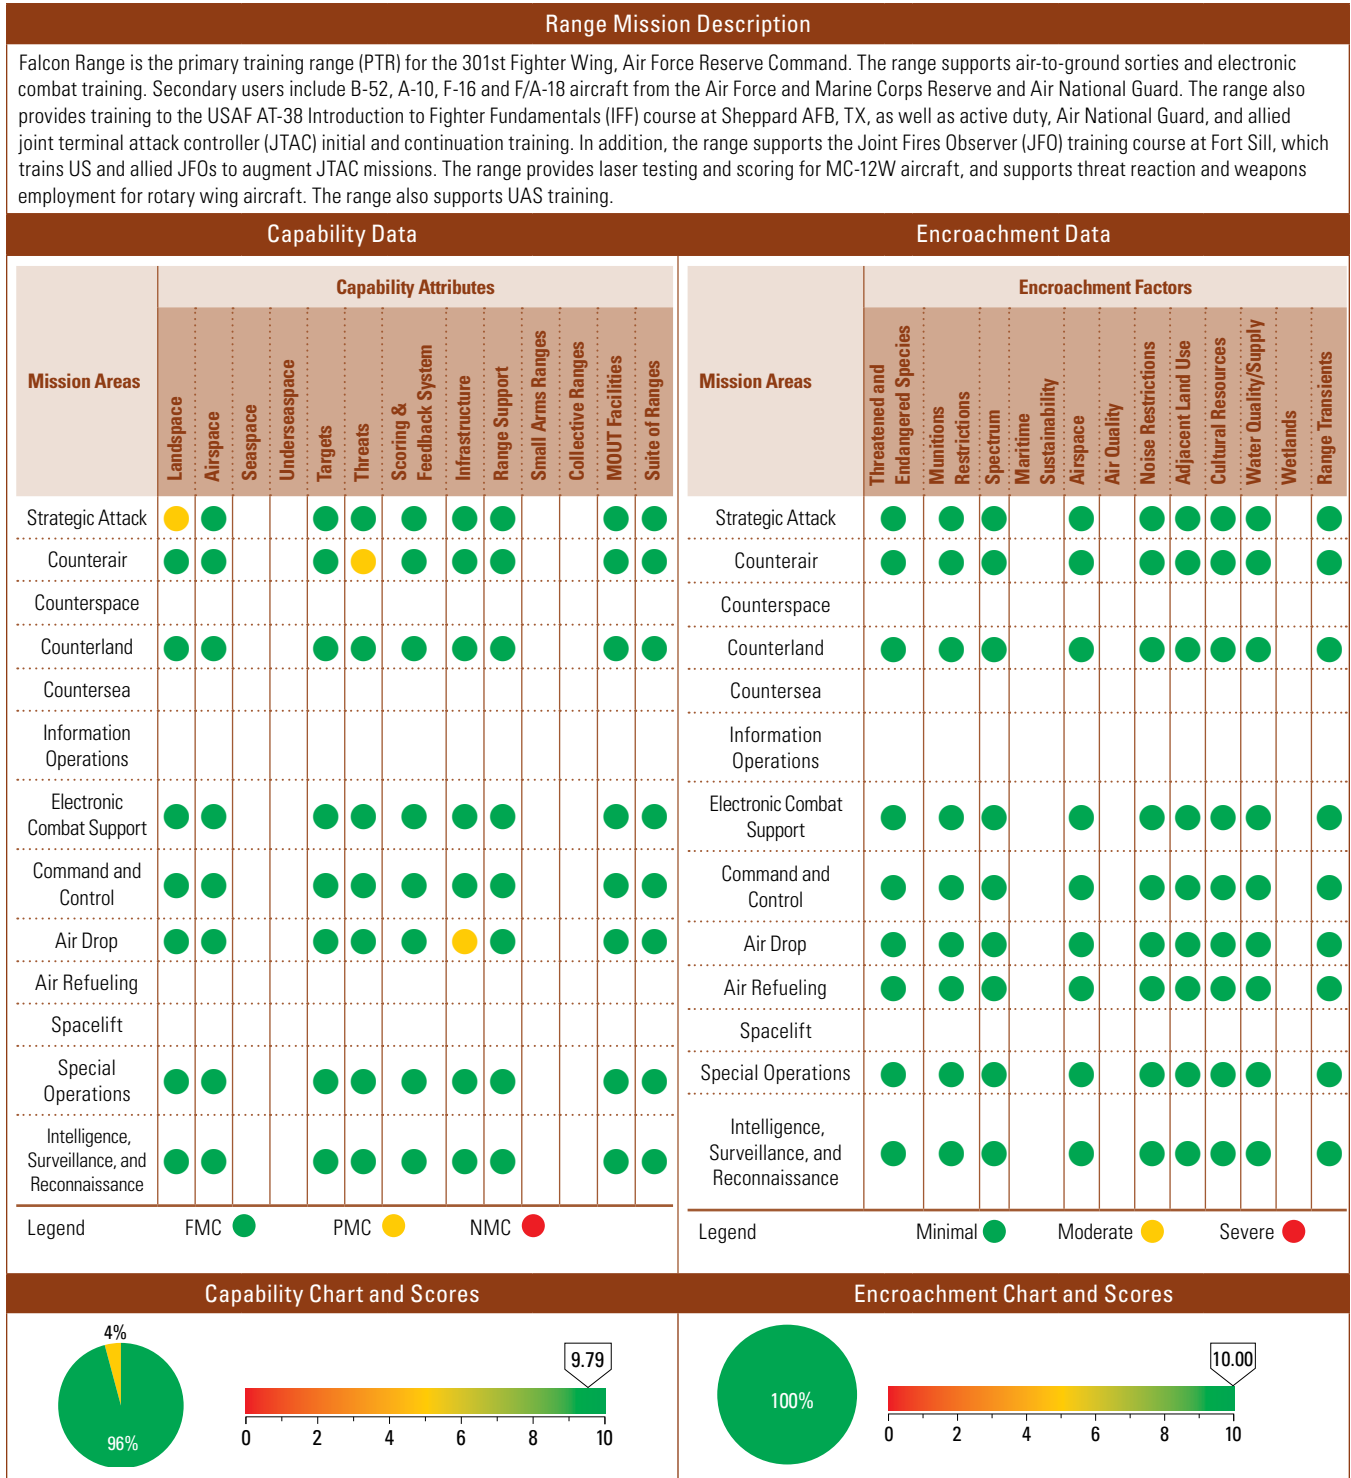 Range Mission Description
Falcon Range is the primary training range (PTR) for the 301st Fighter Wing, Air Force Reserve Command. The range supports air-to-ground sorties and electronic
combat training. Secondary users include B-52, A-10, F-16 and F/A-18 aircraft from the Air Force and Marine Corps Reserve and Air National Guard. The range also
provides training to the USAF AT-38 Introduction to Fighter Fundamentals (IFF) course at Sheppard AFB, TX, as well as active duty, Air National Guard, and allied
joint terminal attack controller (JTAC) initial and continuation training. In addition, the range supports the Joint Fires Observer (JFO) training course at Fort Sill, which
trains US and allied JFOs to augment JTAC missions. The range provides laser testing and scoring for MC-12W aircraft, and supports threat reaction and weapons
employment for rotary wing aircraft. The range also supports UAS training.
Capability Data
Mission Areas
Capability Attributes
Landspace
Airspace
Seaspace
Underseaspace
Targets
Threats
Scoring &
Feedback System
Infrastructure
Range Support
Small Arms Ranges
Collective Ranges
MOUT Facilities
Suite of Ranges
Strategic Attack
Counterair
Counterspace
Counterland
Countersea
Information
Operations
Electronic
Combat Support
Command and
Control
Air Drop
Air Refueling
Spacelift
Special
Operations
Intelligence,
Surveillance, and
Reconnaissance
Legend
FMC
PMC
NMC
Encroachment Data
Mission Areas
Encroachment Factors
Threatened and
Endangered Species
Munitions
Restrictions
Spectrum
Maritime
Sustainability
Airspace
Air Quality
Noise Restrictions
Adjacent Land Use
Cultural Resources
Water Quality/Supply
Wetlands
Range Transients
Strategic Attack
Counterair
Counterspace
Counterland
Countersea
Information
Operations
Electronic Combat
Support
Command and
Control
Air Drop
Air Refueling
Spacelift
Special Operations
Intelligence,
Surveillance, and
Reconnaissance
Legend
Minimal
Moderate
Severe
Capability Chart and Scores
4%
96%
9.79
0 2 4 6 8 10
Encroachment Chart and Scores
100%
10.00
0 2 4 6 8 10